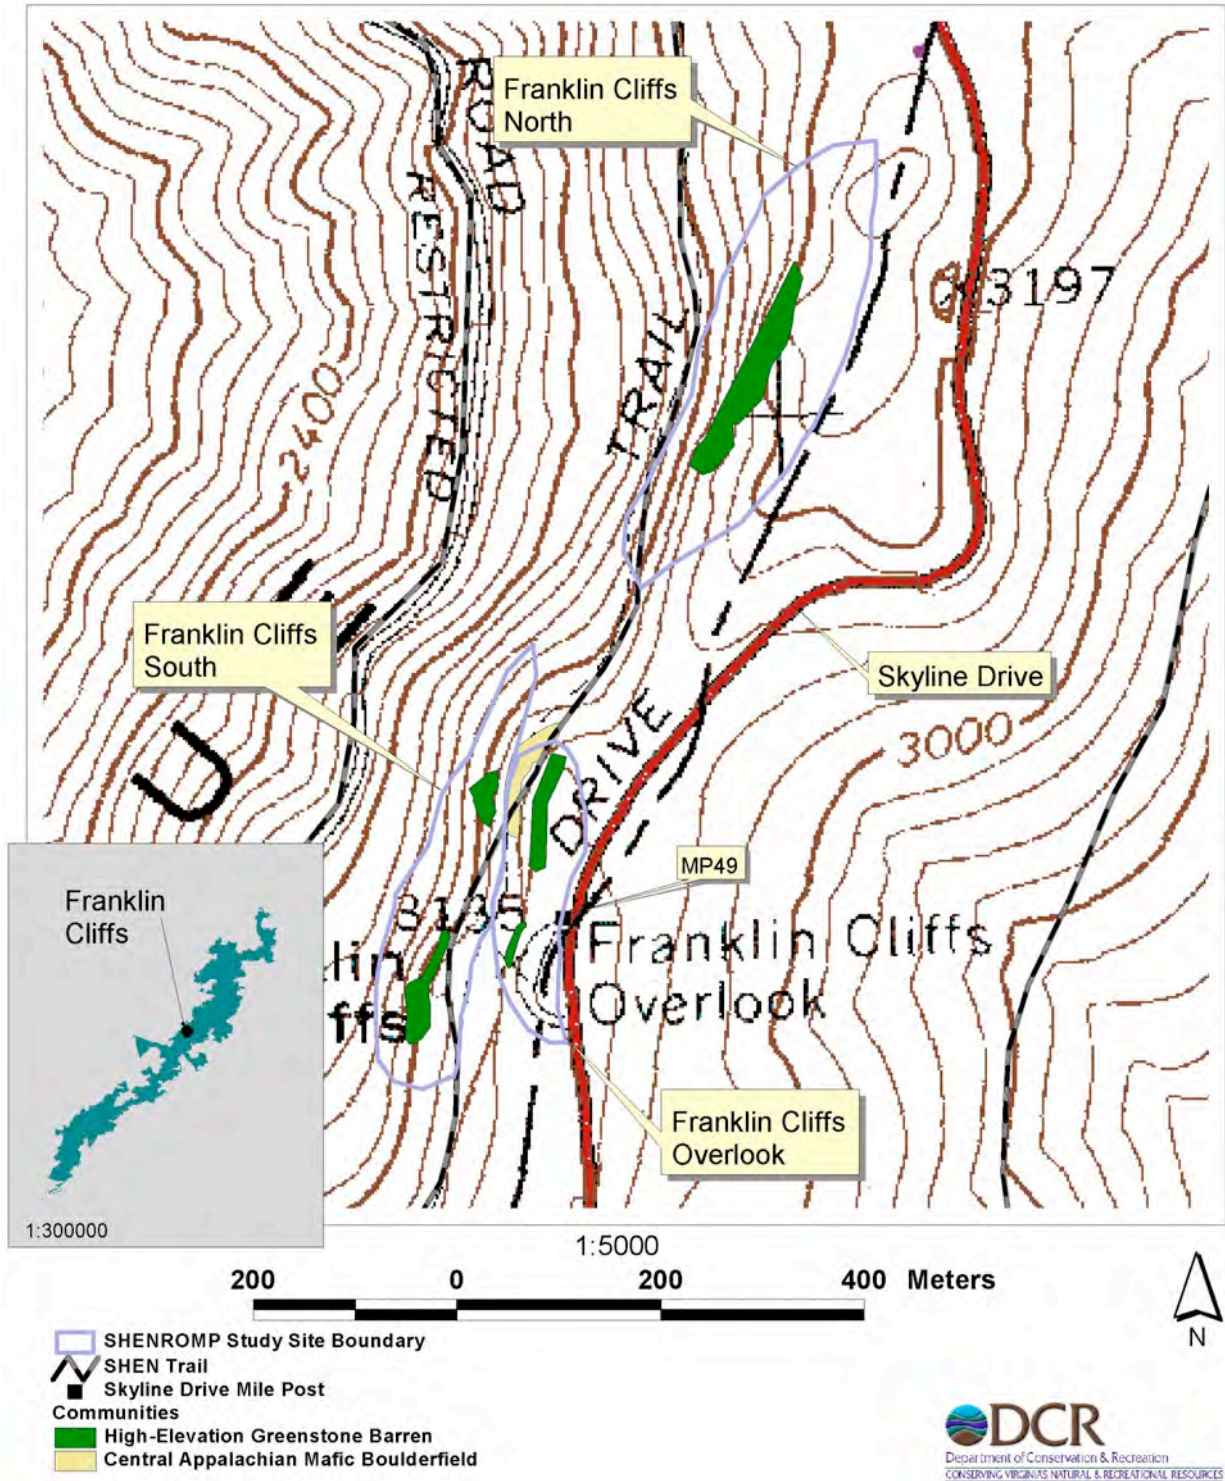 ROAD
RESTRICTED
Franklin Cliffs
North
TRAIL
3197
2400
Franklin Cliffs
South
Skyline Drive
DRIVE
3000
U
MP49
3135
Franklin Cliffs
Overlook
lin
ffs
Franklin
Cliffs
1:300000
Franklin Cliffs
Overlook
1:5000
200 0 200 400 Meters
N
SHENROMP Study Site Boundary
SHEN Trail
Skyline Drive Mile Post
Communities
High-Elevation Greenstone Barren
Central Appalachian Mafic Boulderfield
DCR
Department of Conservation & Recreation
CONSERVING VIRGINIA'S NATURAL & RECREATIONAL RESOURCES